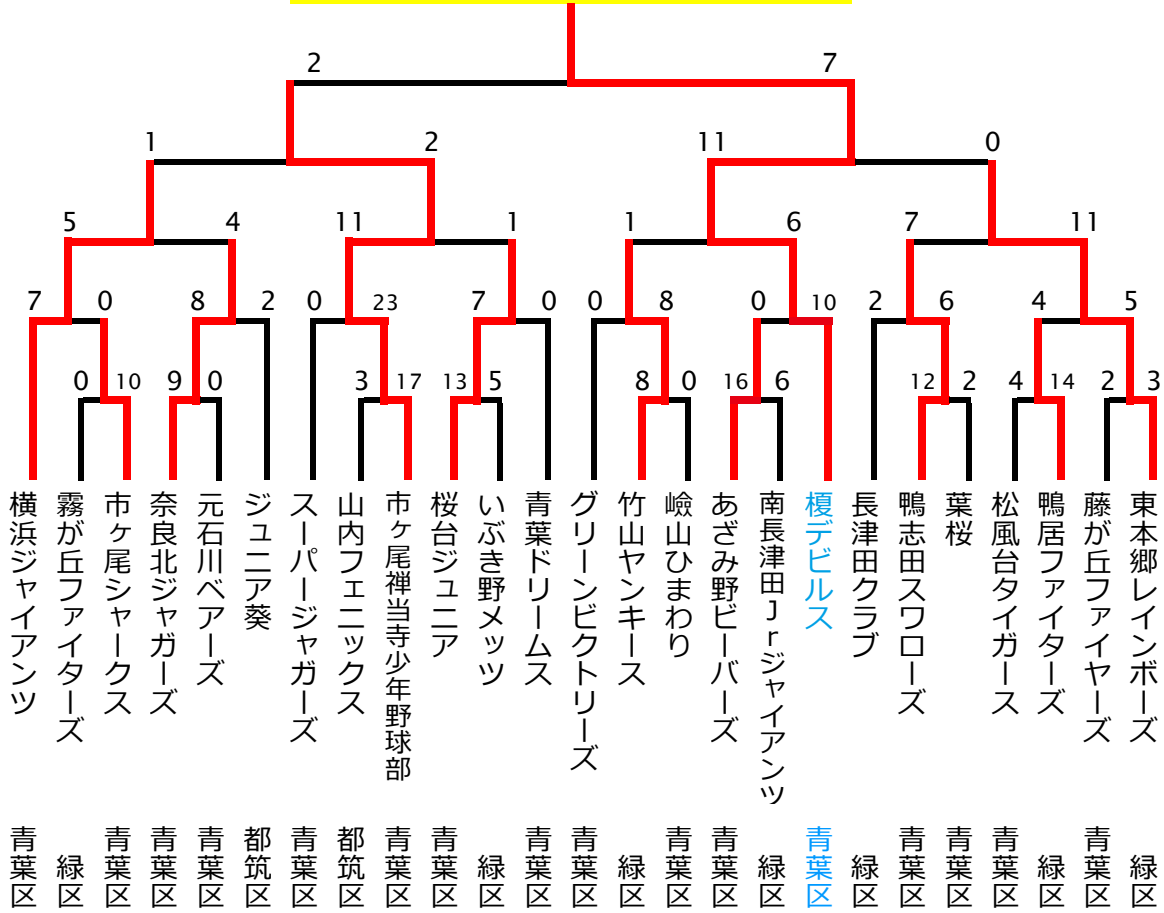 2 7
1 2 11 0
5 4 11 1 1 6 7 11
7 0 8 2 0 23 7 0 0 8 0 10 2 6 4 5
0 10 9 0 3 17 13 5 8 0 16 6 12 2 4 14 2 3
横浜ジャイアンツ
霧が丘ファイターズ
市ヶ尾シャークス
奈良北ジャガーズ
元石川ベアーズ
ジュニア葵
スーパージャガーズ
山内フェニックス
市ヶ尾禅当寺少年野球部
桜台ジュニア
いぶき野メッツ
青葉ドリームス
グリーンビクトリーズ
竹山ヤンキース
嶮山ひまわり
あざみ野ビーバーズ
南長津田Jrジャイアンツ
榎デビルス
長津田クラブ
鴨志田スワローズ
葉桜
松風台タイガース
鴨居ファイターズ
藤が丘ファイヤーズ
東本郷レインボーズ
青葉区
緑区
青葉区
青葉区
青葉区
都筑区
青葉区
都筑区
青葉区
青葉区
緑区
青葉区
青葉区
緑区
青葉区
青葉区
緑区
青葉区
緑区
青葉区
青葉区
青葉区
緑区
青葉区
緑区